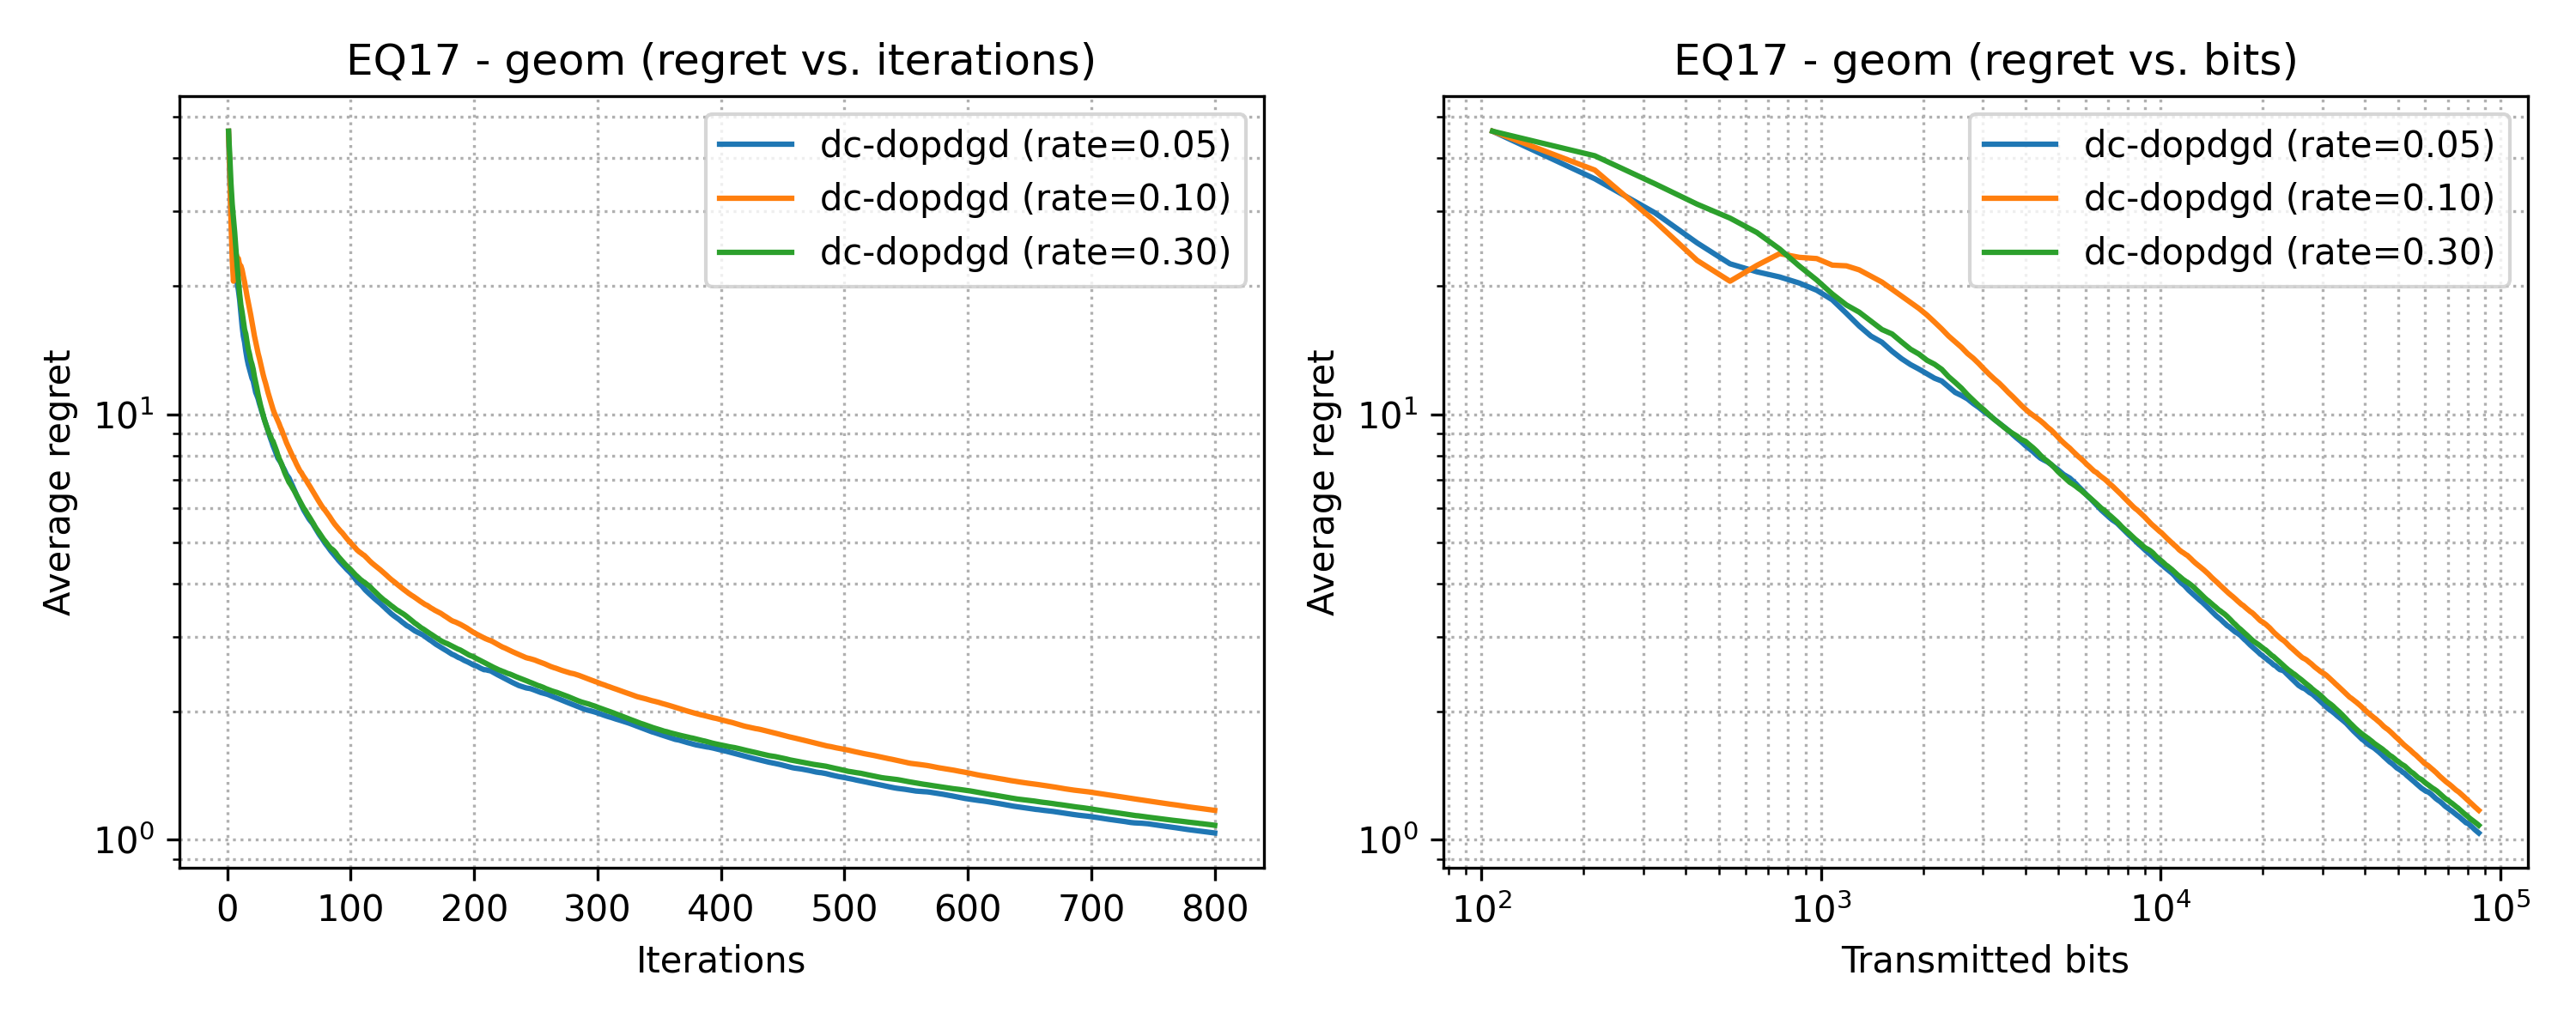 EQ17 - geom (regret vs. iterations)
dc-dopdgd (rate=0.05)
dc-dopdgd (rate=0.10)
dc-dopdgd (rate=0.30)
Average regret
10¹
10⁰
0 100 200 300 400 500 600 700 800
Iterations
EQ17 - geom (regret vs. bits)
dc-dopdgd (rate=0.05)
dc-dopdgd (rate=0.10)
dc-dopdgd (rate=0.30)
Average regret
10¹
10⁰
10² 10³ 10⁴ 10⁵
Transmitted bits